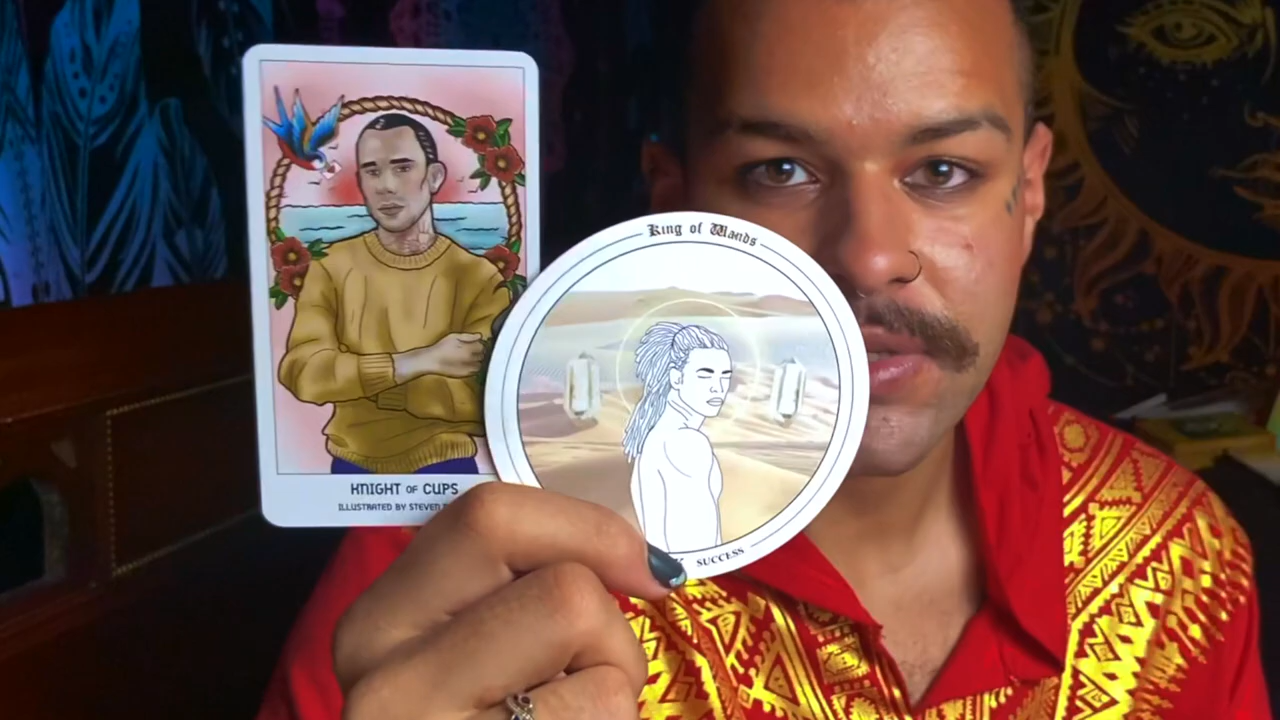 KNIGHT OF CUPS
ILLUSTRATED BY STEVEN
King of Wands
SUCCESS